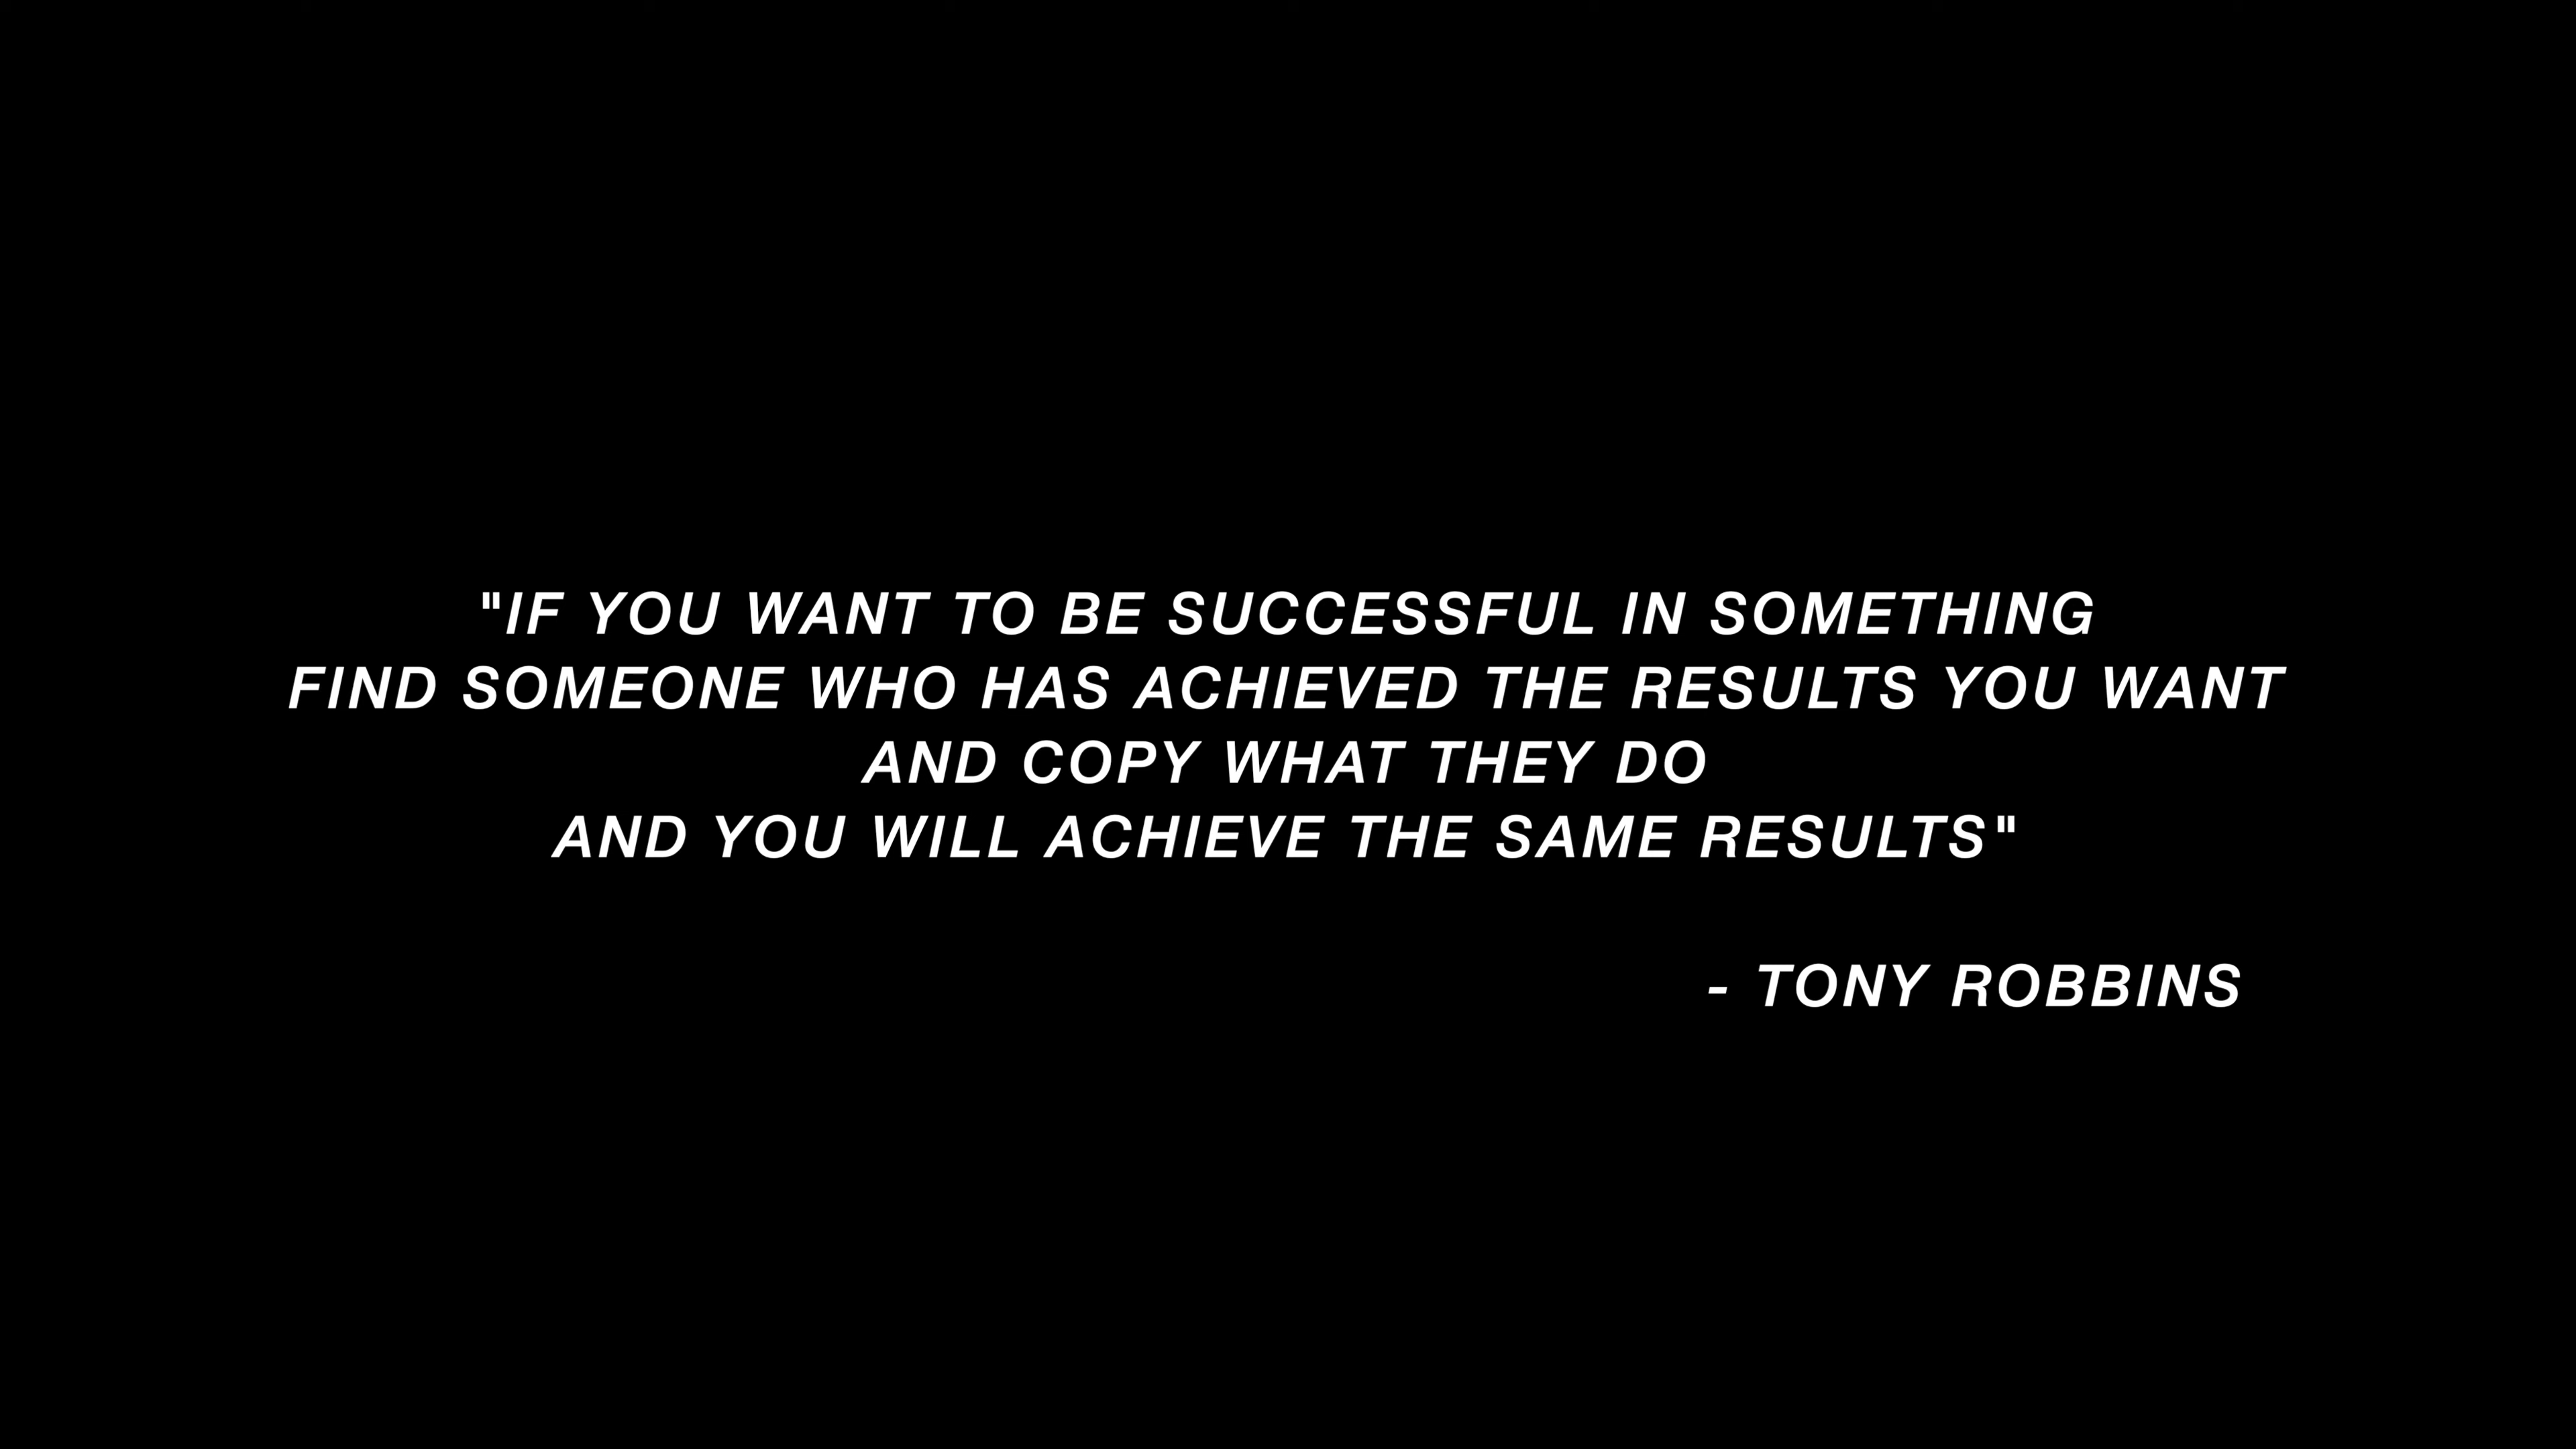 "IF YOU WANT TO BE SUCCESSFUL IN SOMETHING
FIND SOMEONE WHO HAS ACHIEVED THE RESULTS YOU WANT
AND COPY WHAT THEY DO
AND YOU WILL ACHIEVE THE SAME RESULTS"
- TONY ROBBINS